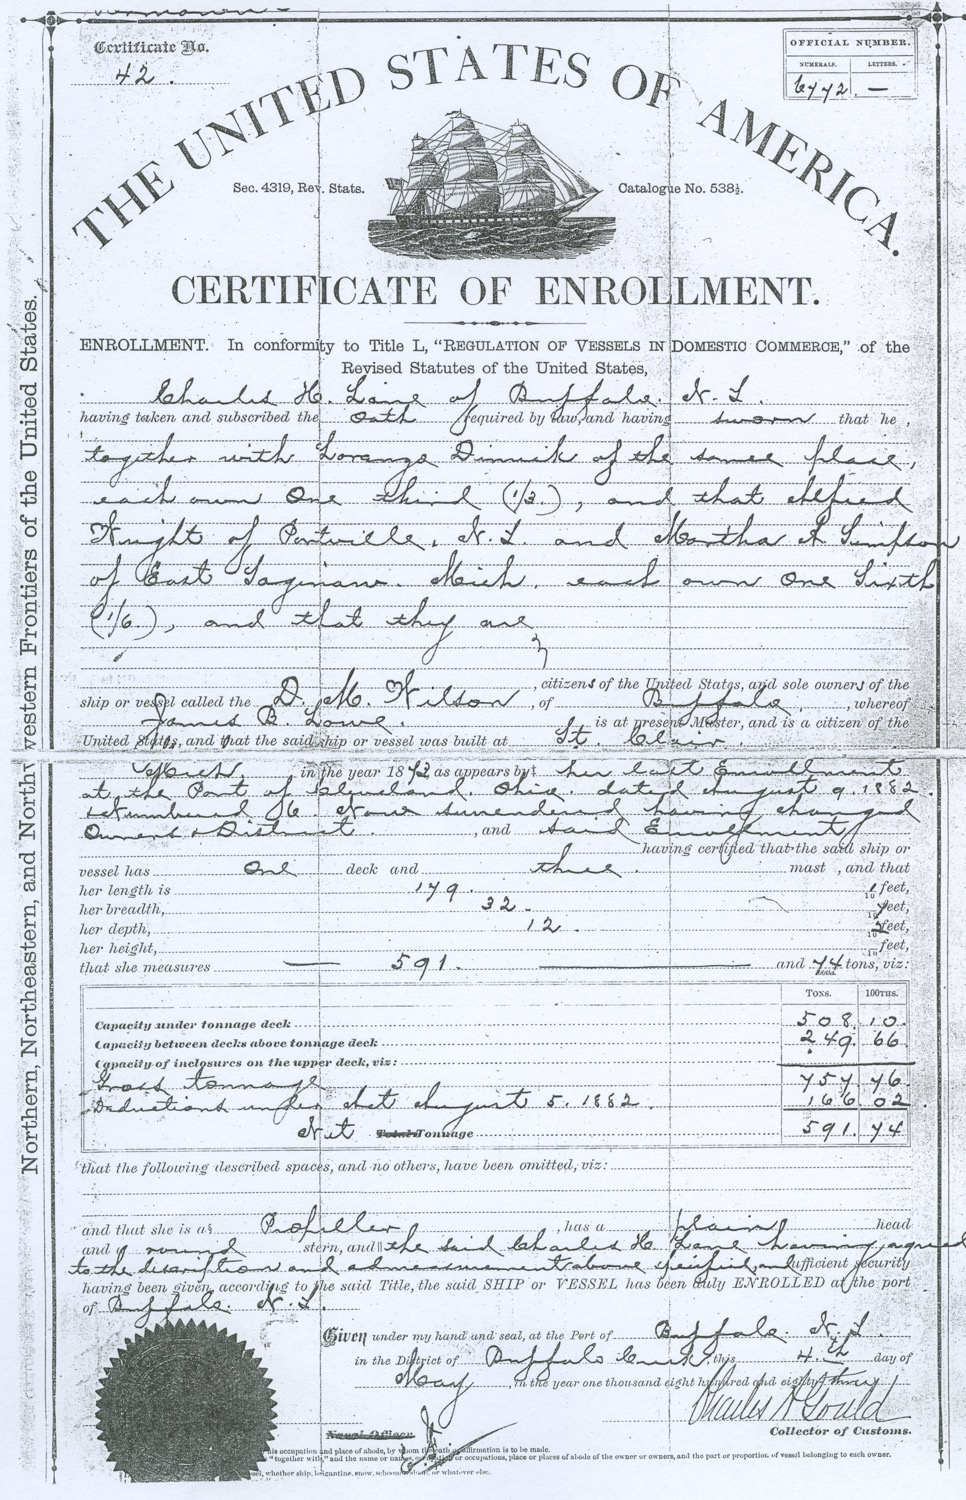 Certificate No.
42.
OFFICIAL NUMBER.
NUMERALS. LETTERS.
6772. —
THE UNITED STATES OF AMERICA.
Sec. 4319, Rev. Stats.
Catalogue No. 538½.
CERTIFICATE OF ENROLLMENT.
ENROLLMENT. In conformity to Title L, "REGULATION OF VESSELS IN DOMESTIC COMMERCE," of the
Revised Statutes of the United States,
Charles H. Lane of Buffalo. N. Y.
having taken and subscribed the oath required by law, and having sworn that he,
together with Lorenzo Dimick of the same place,
each own One third (1/3.), and that Alfred
Wright of Portville, N. Y. and Martha A Simpson
of East Saginaw. Mich. each own One Sixth
(1/6.), and that they are
citizens of the United States, and sole owners of the
ship or vessel called the D. M. Wilson, of Buffalo, whereof
James B. Lowe. is at present Master, and is a citizen of the
United States, and that the said ship or vessel was built at St. Clair.
Mich. in the year 1873 as appears by her last Enrollment
at the Port of Cleveland. Ohio. dated August 9. 1882.
Numbered 16. Now surrendered having changed
Owners & District, and said Enrollment
having certified that the said ship or
vessel has One deck and three mast, and that
her length is 179. feet,
her breadth, 32. feet,
her depth, 12. feet,
her height, feet,
that she measures — 591. — and 74 tons, viz:
TONS. 100THS.
Capacity under tonnage deck 508. 10.
Capacity between decks above tonnage deck 249. 66
Capacity of inclosures on the upper deck, viz:
Gross tonnage 757. 76
Deductions under Act August 5. 1882. 166 02
Net Total Tonnage 591. 74
that the following described spaces, and no others, have been omitted, viz:
and that she is a Propeller, has a plain head
and a round stern, and the said Charles H. Lane having agreed
to the description and admeasurement above specified, and sufficient security
having been given, according to the said Title, the said SHIP or VESSEL has been duly ENROLLED at the port
of Buffalo. N. Y.
Given under my hand and seal, at the Port of Buffalo. N. Y.
in the District of Buffalo Creek, this 4th day of
May, in the year one thousand eight hundred and eighty three
Charles A Gould
Naval Officer.
Collector of Customs.
his occupation and place of abode, by whom the oath or affirmation is to be made.
"together with," and the name or names, occupation or occupations, place or places of abode of the owner or owners, and the part or proportion of vessel belonging to each owner.
sel, whether ship, brigantine, snow, schooner, sloop, or whatever else.
Northern, Northeastern, and Northwestern Frontiers of the United States.